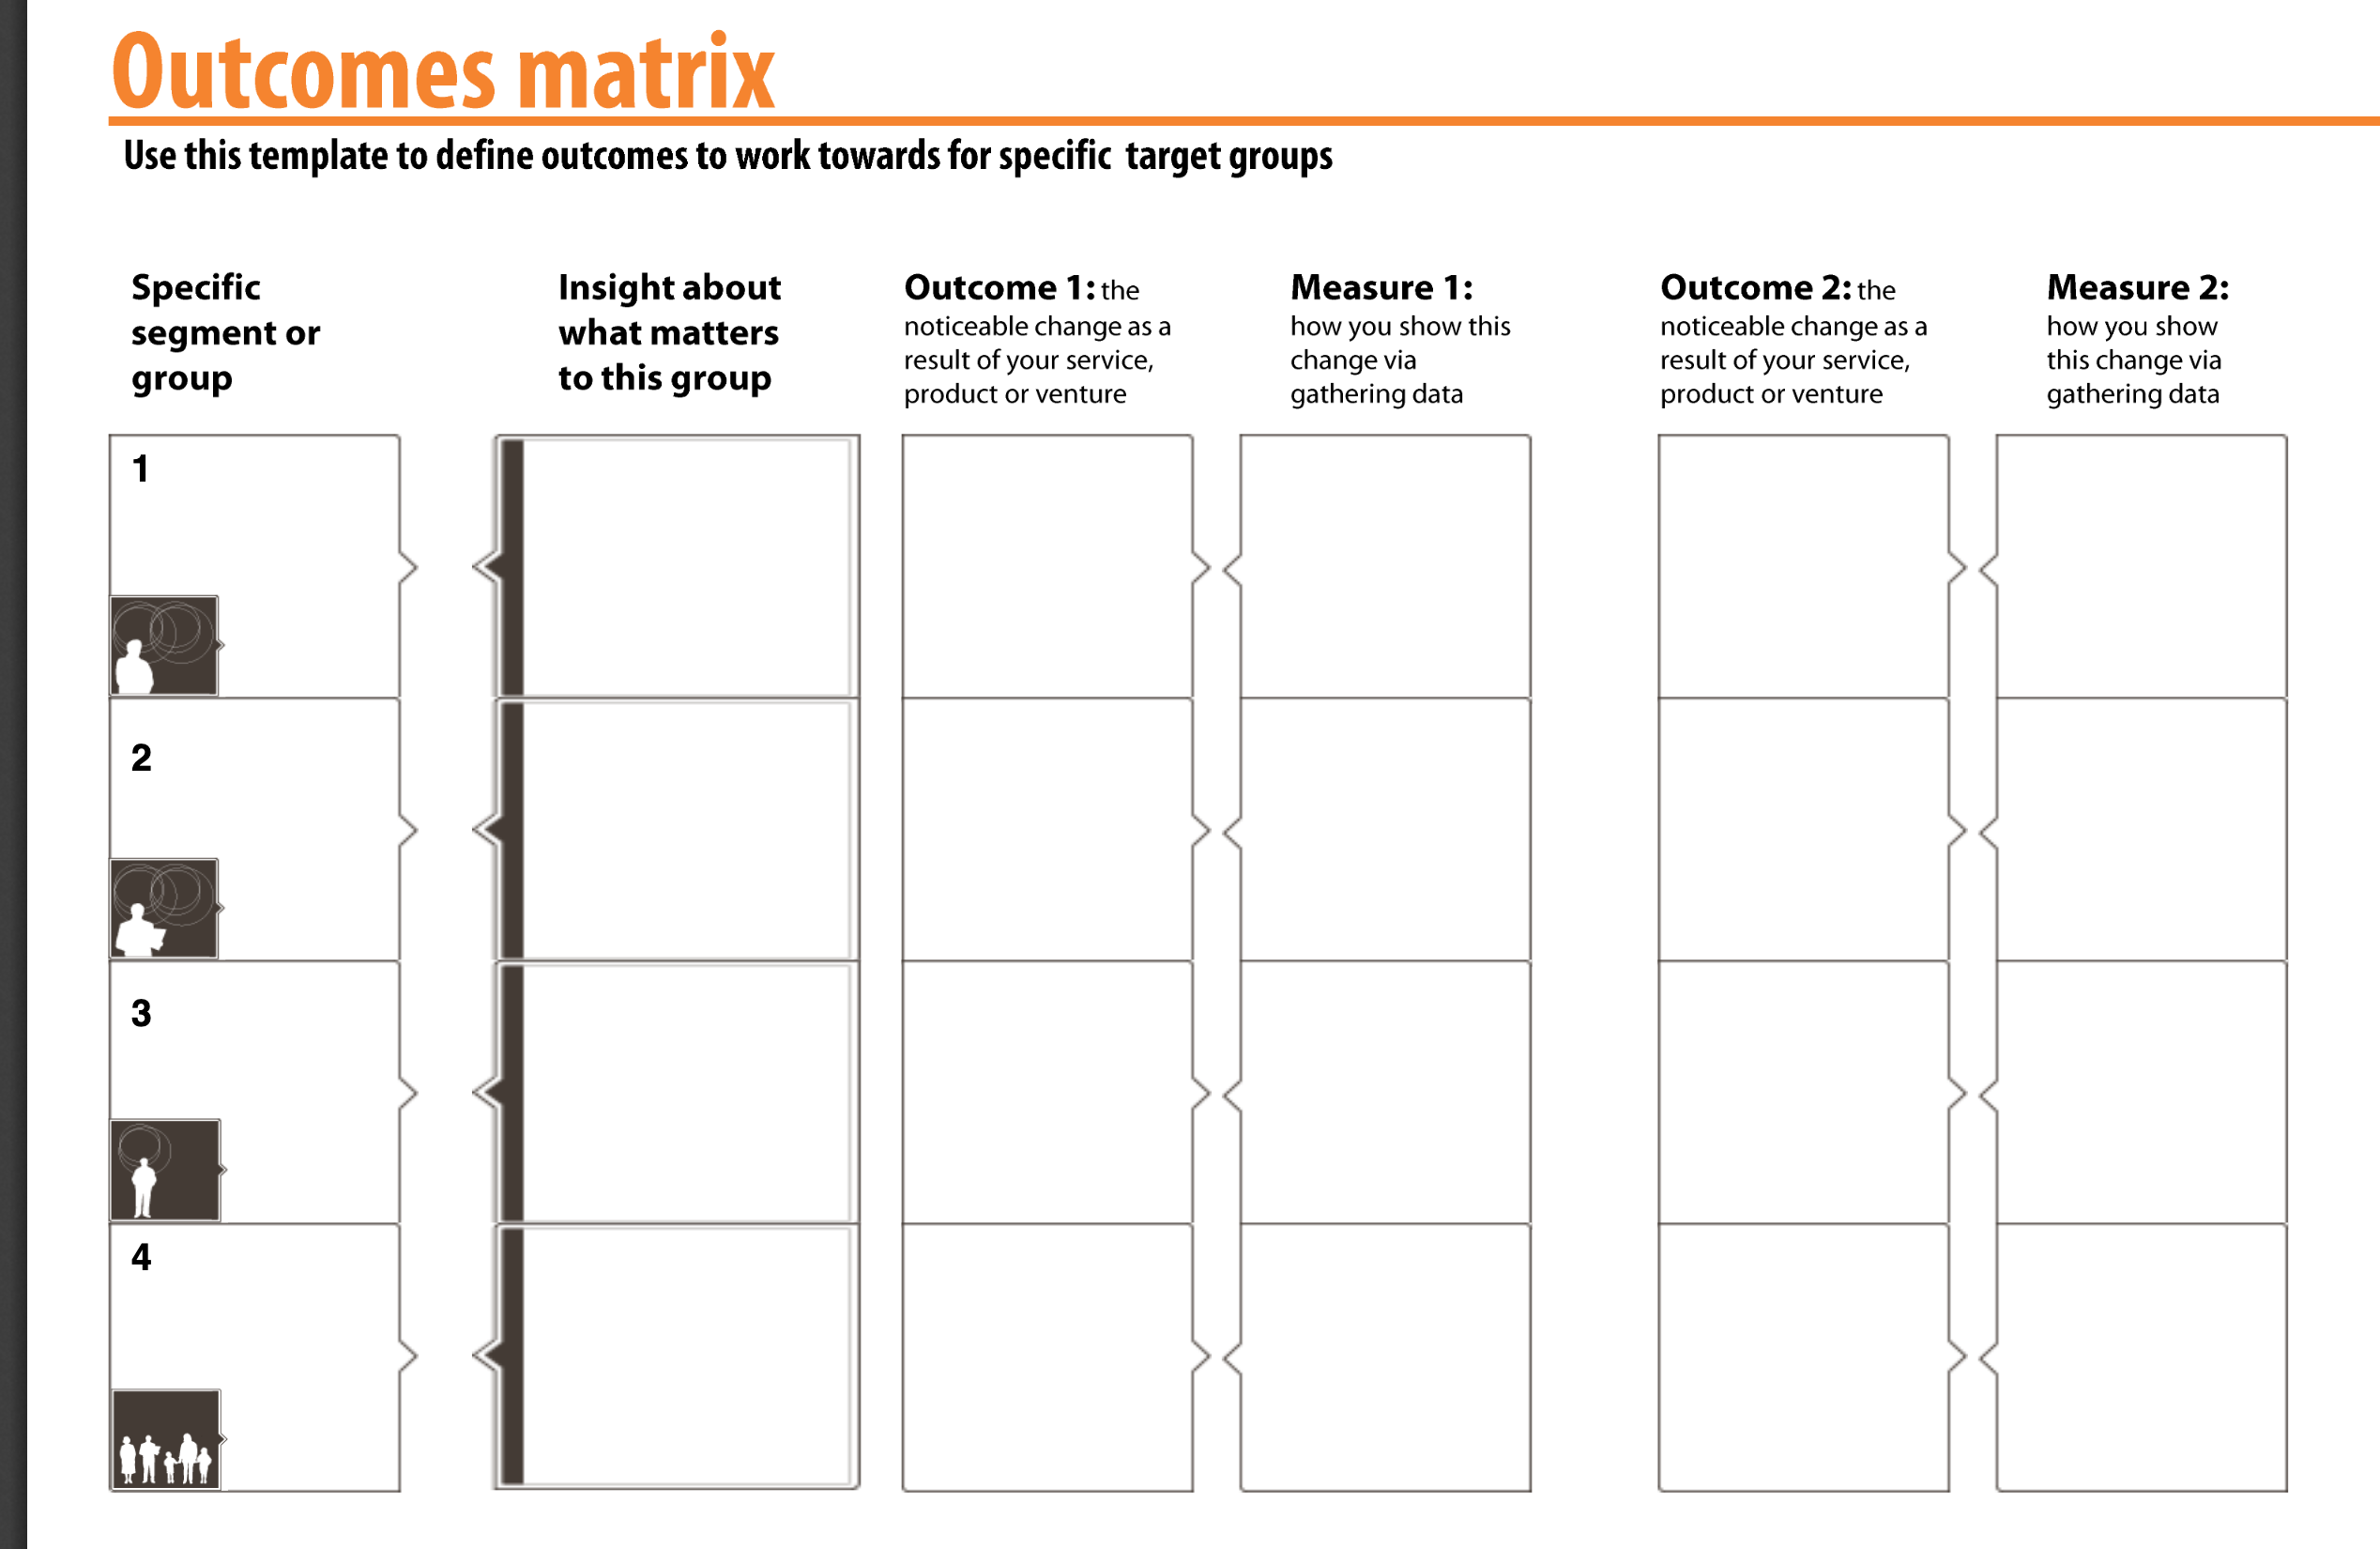 Outcomes matrix
Use this template to define outcomes to work towards for specific target groups
Specific
segment or
group
Insight about
what matters
to this group
Outcome 1: the
noticeable change as a
result of your service,
product or venture
Measure 1:
how you show this
change via
gathering data
Outcome 2: the
noticeable change as a
result of your service,
product or venture
Measure 2:
how you show
this change via
gathering data
1
2
3
4